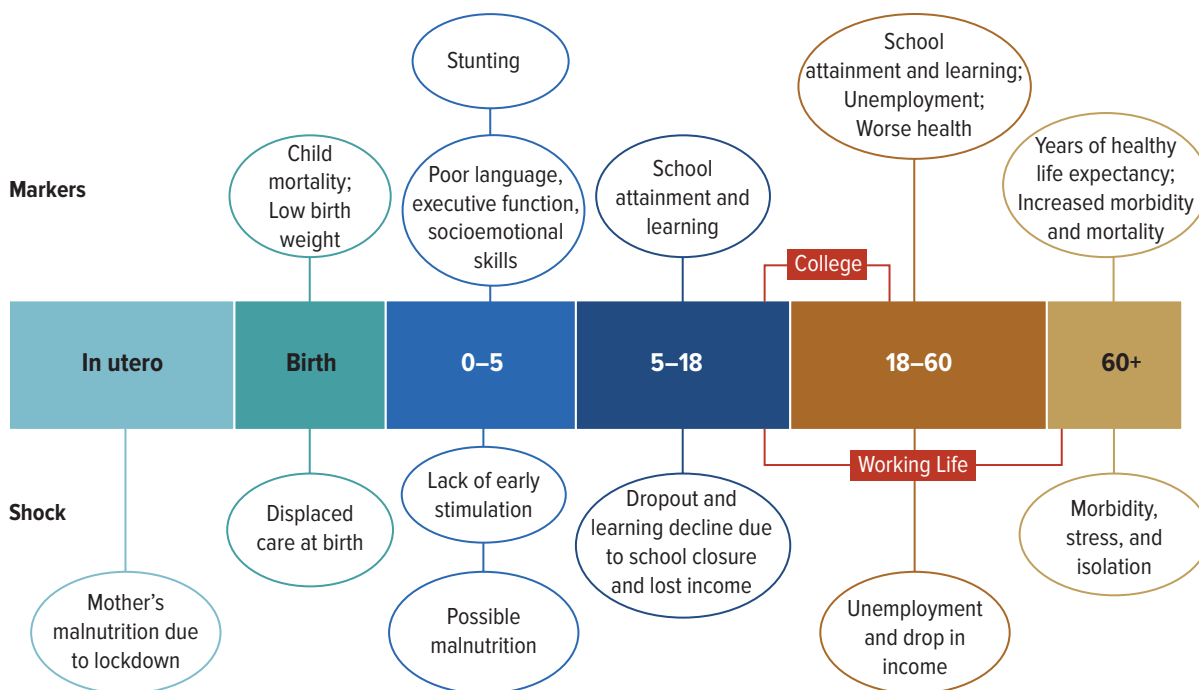 Markers
Child
mortality;
Low birth
weight
Stunting
Poor language,
executive function,
socioemotional
skills
School
attainment and
learning
School
attainment and learning;
Unemployment;
Worse health
Years of healthy
life expectancy;
Increased morbidity
and mortality
College
In utero
Birth
0–5
5–18
18–60
60+
Working Life
Shock
Mother’s
malnutrition due
to lockdown
Displaced
care at birth
Lack of early
stimulation
Possible
malnutrition
Dropout and
learning decline due
to school closure
and lost income
Unemployment
and drop in
income
Morbidity,
stress, and
isolation